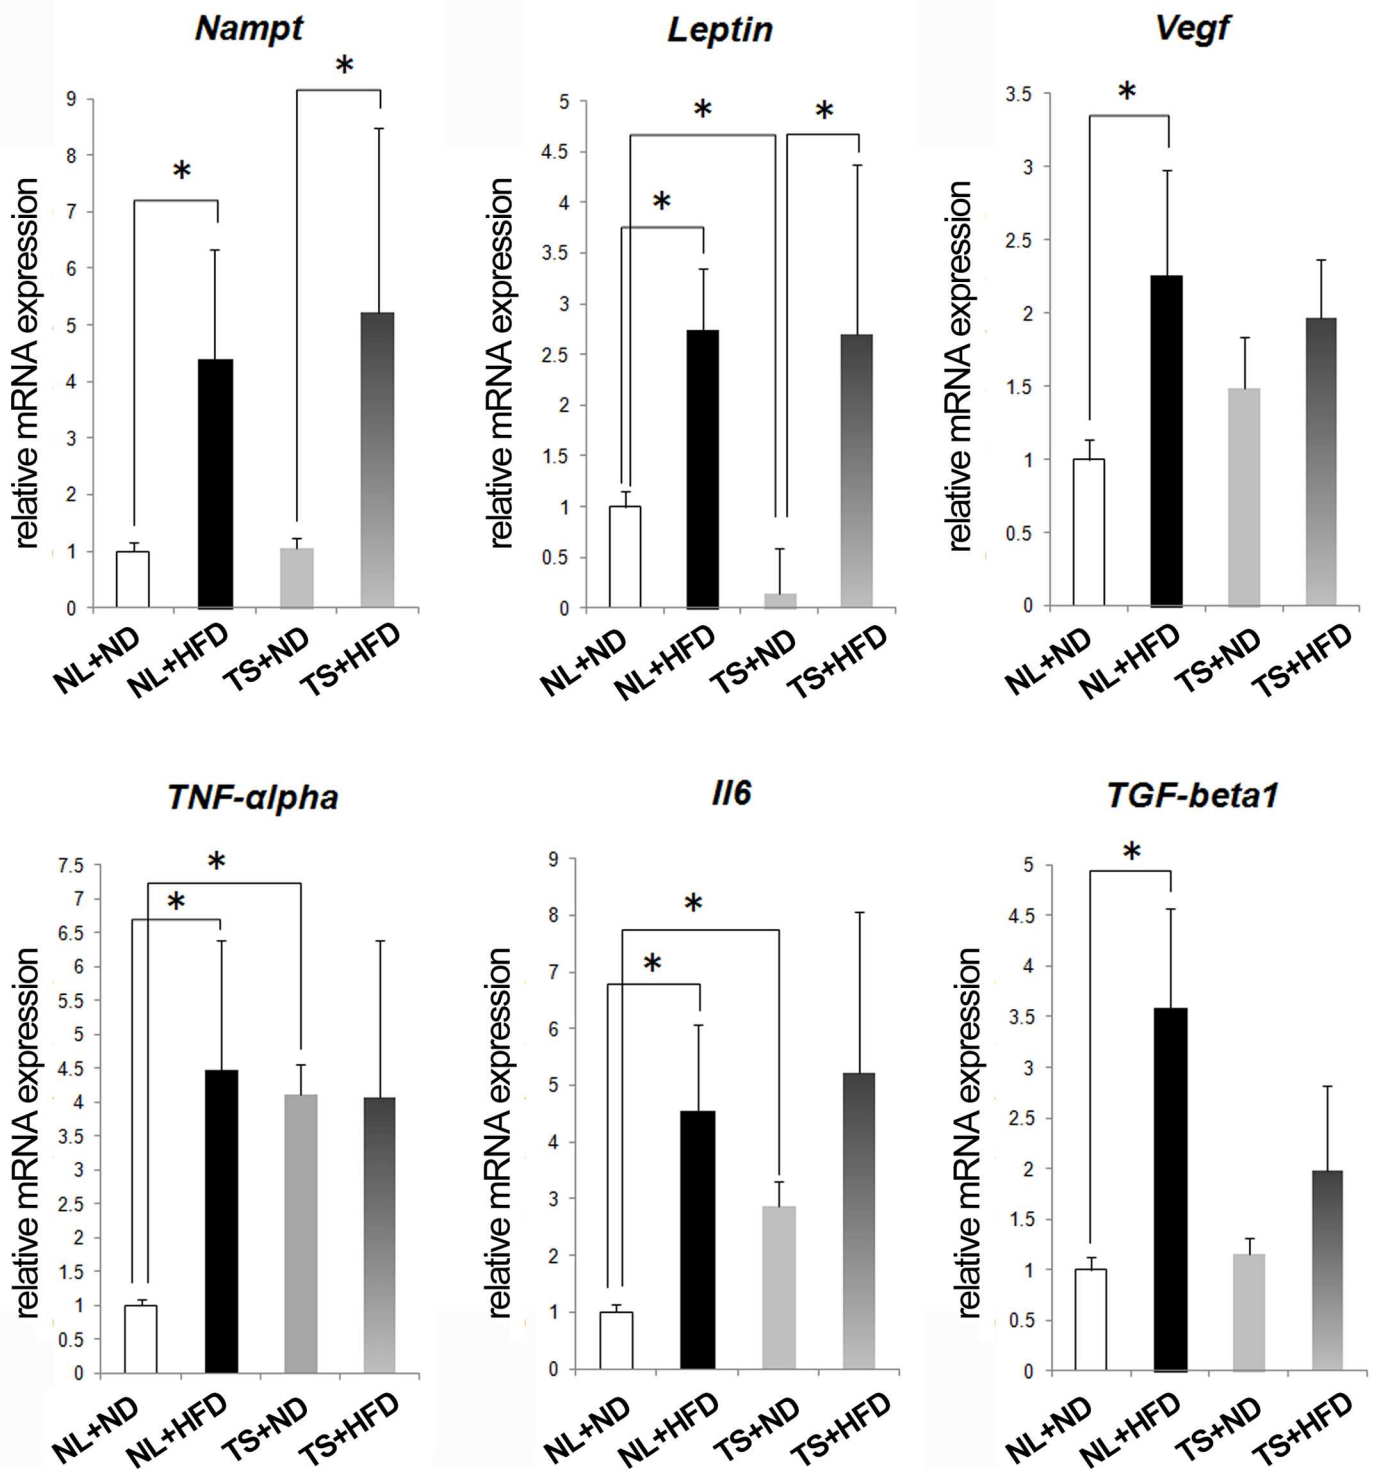 Nampt
*
*
relative mRNA expression
9
8
7
6
5
4
3
2
1
0
NL+ND
NL+HFD
TS+ND
TS+HFD
Leptin
*
*
*
relative mRNA expression
5
4.5
4
3.5
3
2.5
2
1.5
1
0.5
0
NL+ND
NL+HFD
TS+ND
TS+HFD
Vegf
*
relative mRNA expression
3.5
3
2.5
2
1.5
1
0.5
0
NL+ND
NL+HFD
TS+ND
TS+HFD
TNF-αlpha
*
*
relative mRNA expression
7.5
7
6.5
6
5.5
5
4.5
4
3.5
3
2.5
2
1.5
1
0.5
0
NL+ND
NL+HFD
TS+ND
TS+HFD
Il6
*
*
relative mRNA expression
9
8
7
6
5
4
3
2
1
0
NL+ND
NL+HFD
TS+ND
TS+HFD
TGF-beta1
*
relative mRNA expression
5
4.5
4
3.5
3
2.5
2
1.5
1
0.5
0
NL+ND
NL+HFD
TS+ND
TS+HFD